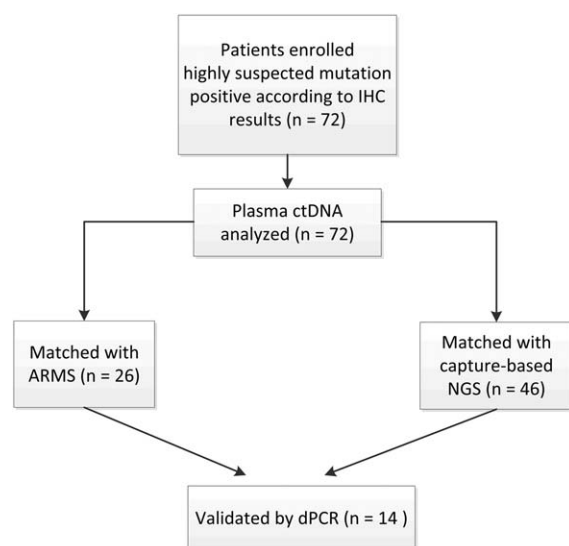 Patients enrolled
highly suspected mutation
positive according to IHC
results (n = 72)
Plasma ctDNA
analyzed (n = 72)
Matched with
ARMS (n = 26)
Matched with
capture-based
NGS (n = 46)
Validated by dPCR (n = 14 )